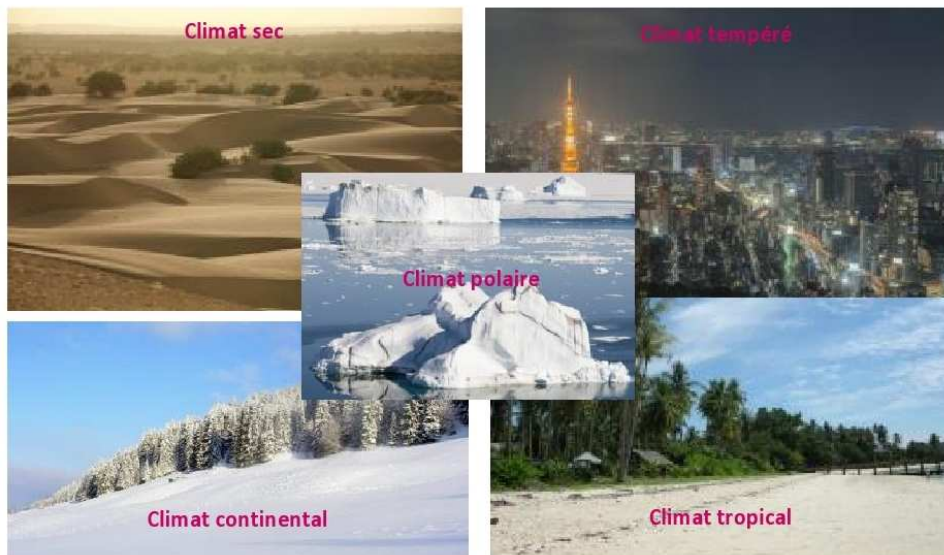 Climat sec
Climat tempéré
Climat polaire
Climat continental
Climat tropical